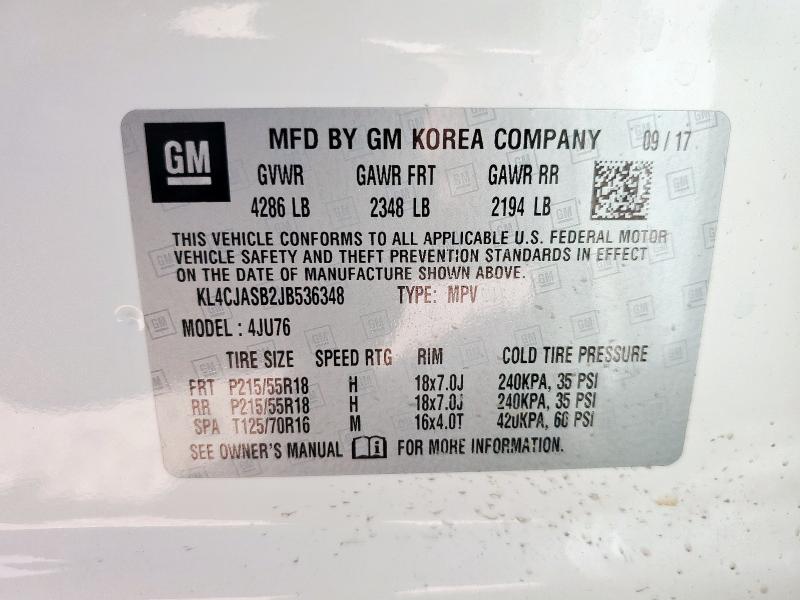 GM MFD BY GM KOREA COMPANY 09 / 17
GVWR GAWR FRT GAWR RR
4286 LB 2348 LB 2194 LB
THIS VEHICLE CONFORMS TO ALL APPLICABLE U.S. FEDERAL MOTOR
VEHICLE SAFETY AND THEFT PREVENTION STANDARDS IN EFFECT
ON THE DATE OF MANUFACTURE SHOWN ABOVE.
KL4CJASB2JB536348 TYPE: MPV
MODEL : 4JU76
TIRE SIZE SPEED RTG RIM COLD TIRE PRESSURE
FRT P215/55R18 H 18x7.0J 240KPA, 35 PSI
RR P215/55R18 H 18x7.0J 240KPA, 35 PSI
SPA T125/70R16 M 16x4.0T 420KPA, 60 PSI
SEE OWNER'S MANUAL FOR MORE INFORMATION.